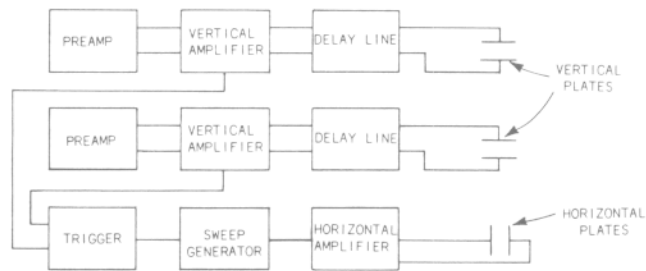 PREAMP
VERTICAL
AMPLIFIER
DELAY LINE
VERTICAL
PLATES
PREAMP
VERTICAL
AMPLIFIER
DELAY LINE
TRIGGER
SWEEP
GENERATOR
HORIZONTAL
AMPLIFIER
HORIZONTAL
PLATES